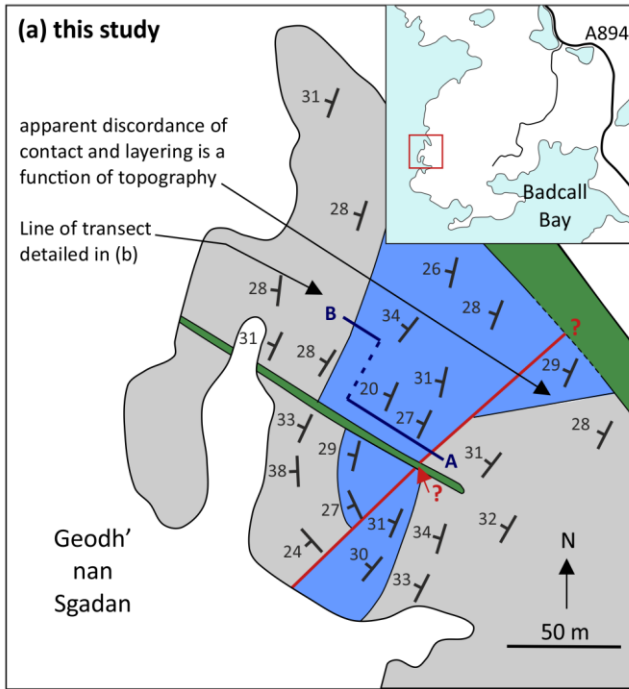 (a) this study
A894
Badcall
Bay
apparent discordance of
contact and layering is a
function of topography
Line of transect
detailed in (b)
31
28
28
31
28
26
28
34
B
?
29
31
20
27
A
28
33
29
38
31
?
27
31
34
32
24
30
33
Geodh'
nan
Sgadan
N
50 m